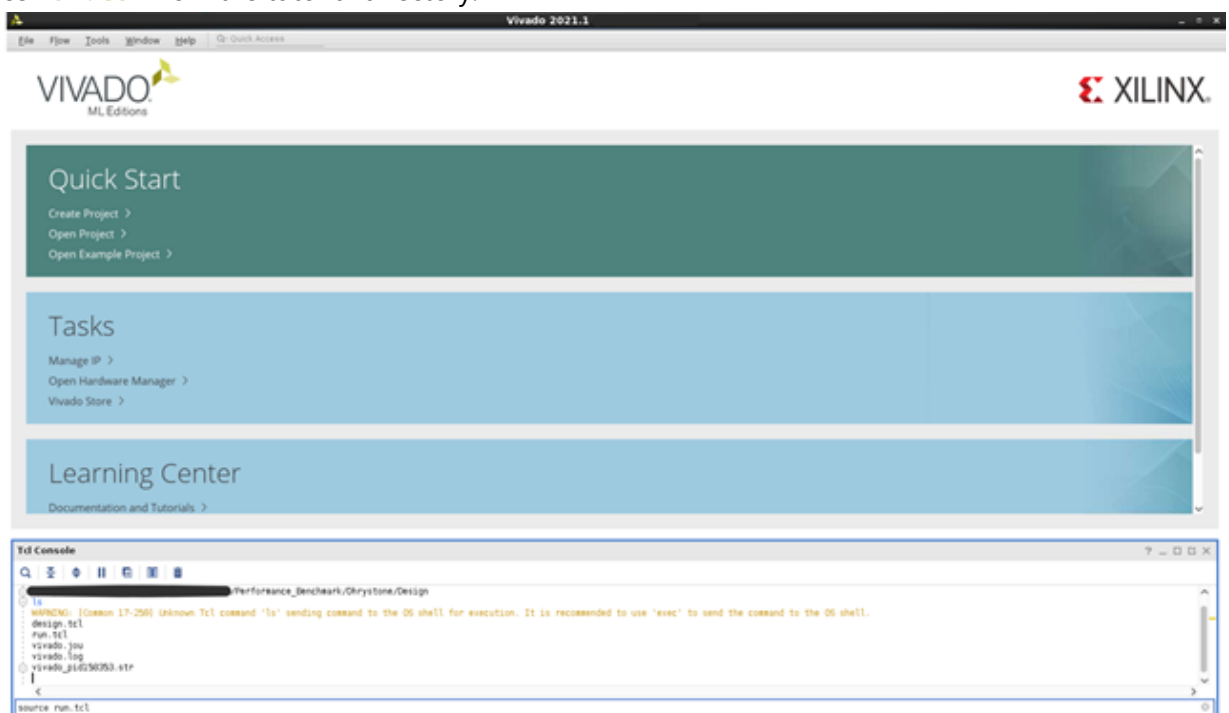 Vivado 2021.1
File Flow Tools Window Help Quick Access
VIVADO.
ML Editions
XILINX.
Quick Start
Create Project >
Open Project >
Open Example Project >
Tasks
Manage IP >
Open Hardware Manager >
Vivado Store >
Learning Center
Documentation and Tutorials >
Tcl Console
/Performance_Benchmark/Dhrystone/Design
ls
WARNING: [Common 17-259] Unknown Tcl command 'ls' sending command to the OS shell for execution. It is recommended to use 'exec' to send the command to the OS shell.
design.tcl
run.tcl
vivado.jou
vivado.log
vivado_pid158353.str
source run.tcl